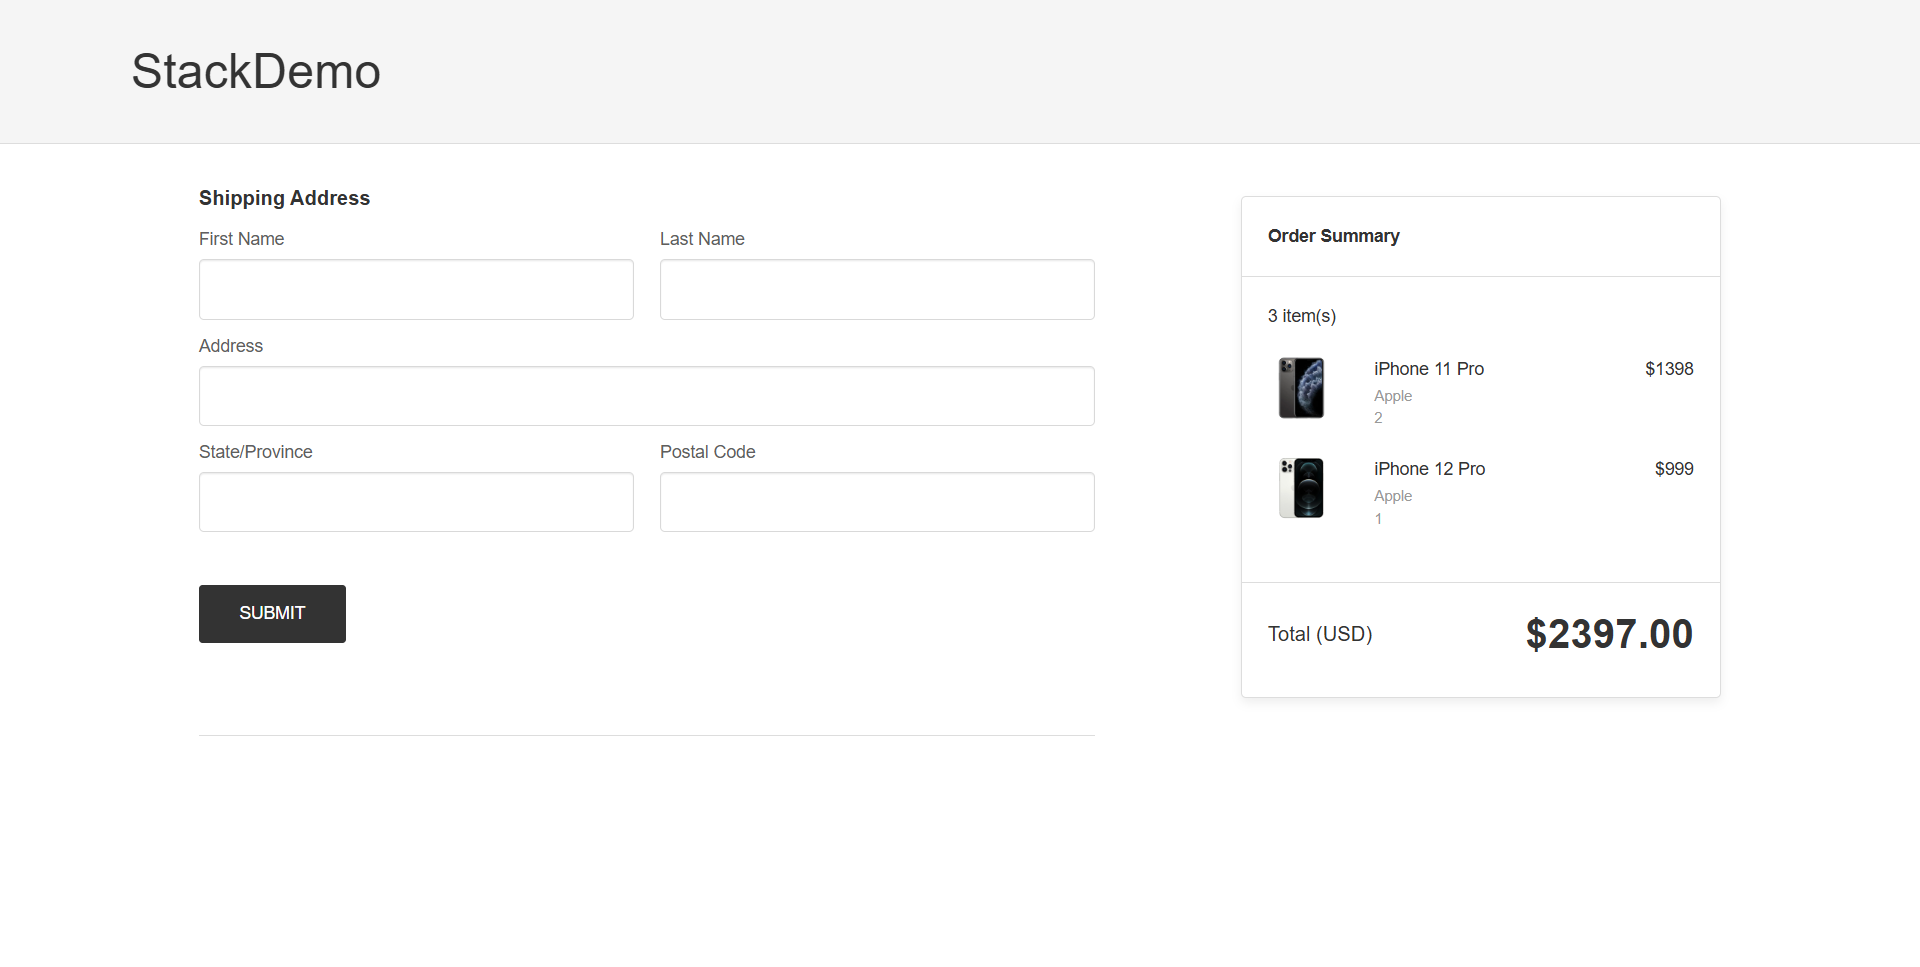 StackDemo
Shipping Address
First Name
Last Name
Address
State/Province
Postal Code
SUBMIT
Order Summary
3 item(s)
iPhone 11 Pro
$1398
Apple
2
iPhone 12 Pro
$999
Apple
1
Total (USD)
$2397.00